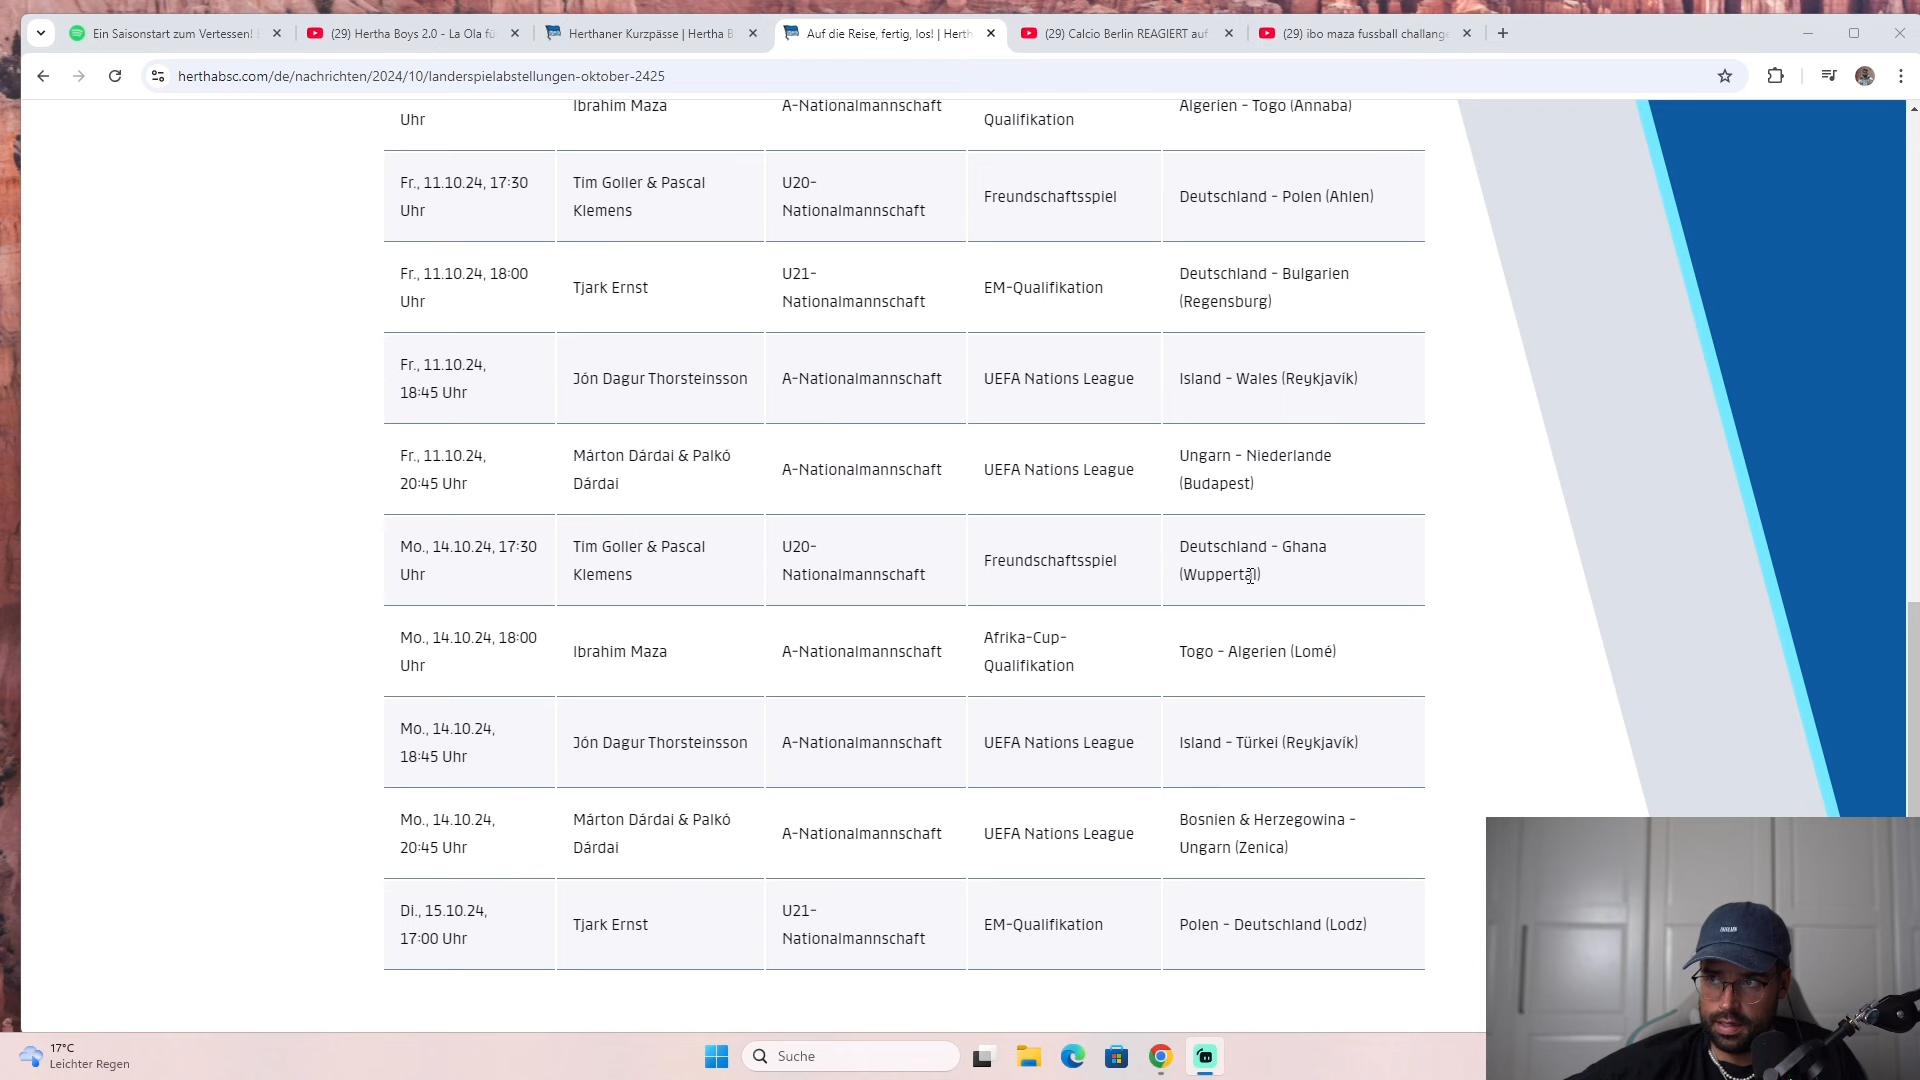 Ein Saisonstart zum Vertessen!
(29) Hertha Boys 2.0 - La Ola fü
Herthaner Kurzpässe | Hertha B
Auf die Reise, fertig, los! | Herth
(29) Calcio Berlin REAGIERT auf
(29) ibo maza fussball challange
herthabsc.com/de/nachrichten/2024/10/landerspielabstellungen-oktober-2425
Uhr
Ibrahim Maza
A-Nationalmannschaft
Qualifikation
Algerien - Togo (Annaba)
Fr., 11.10.24, 17:30
Uhr
Tim Goller & Pascal
Klemens
U20-
Nationalmannschaft
Freundschaftsspiel
Deutschland - Polen (Ahlen)
Fr., 11.10.24, 18:00
Uhr
Tjark Ernst
U21-
Nationalmannschaft
EM-Qualifikation
Deutschland - Bulgarien
(Regensburg)
Fr., 11.10.24,
18:45 Uhr
Jón Dagur Thorsteinsson
A-Nationalmannschaft
UEFA Nations League
Island - Wales (Reykjavík)
Fr., 11.10.24,
20:45 Uhr
Márton Dárdai & Palkó
Dárdai
A-Nationalmannschaft
UEFA Nations League
Ungarn - Niederlande
(Budapest)
Mo., 14.10.24, 17:30
Uhr
Tim Goller & Pascal
Klemens
U20-
Nationalmannschaft
Freundschaftsspiel
Deutschland - Ghana
(Wuppertal)
Mo., 14.10.24, 18:00
Uhr
Ibrahim Maza
A-Nationalmannschaft
Afrika-Cup-
Qualifikation
Togo - Algerien (Lomé)
Mo., 14.10.24,
18:45 Uhr
Jón Dagur Thorsteinsson
A-Nationalmannschaft
UEFA Nations League
Island - Türkei (Reykjavík)
Mo., 14.10.24,
20:45 Uhr
Márton Dárdai & Palkó
Dárdai
A-Nationalmannschaft
UEFA Nations League
Bosnien & Herzegowina -
Ungarn (Zenica)
Di., 15.10.24,
17:00 Uhr
Tjark Ernst
U21-
Nationalmannschaft
EM-Qualifikation
Polen - Deutschland (Lodz)
17°C
Leichter Regen
Suche